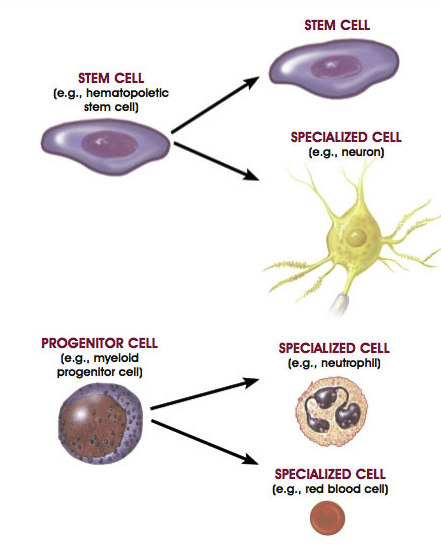 STEM CELL
STEM CELL
(e.g., hematopoietic
stem cell)
SPECIALIZED CELL
(e.g., neuron)
PROGENITOR CELL
(e.g., myeloid
progenitor cell)
SPECIALIZED CELL
(e.g., neutrophil)
SPECIALIZED CELL
(e.g., red blood cell)